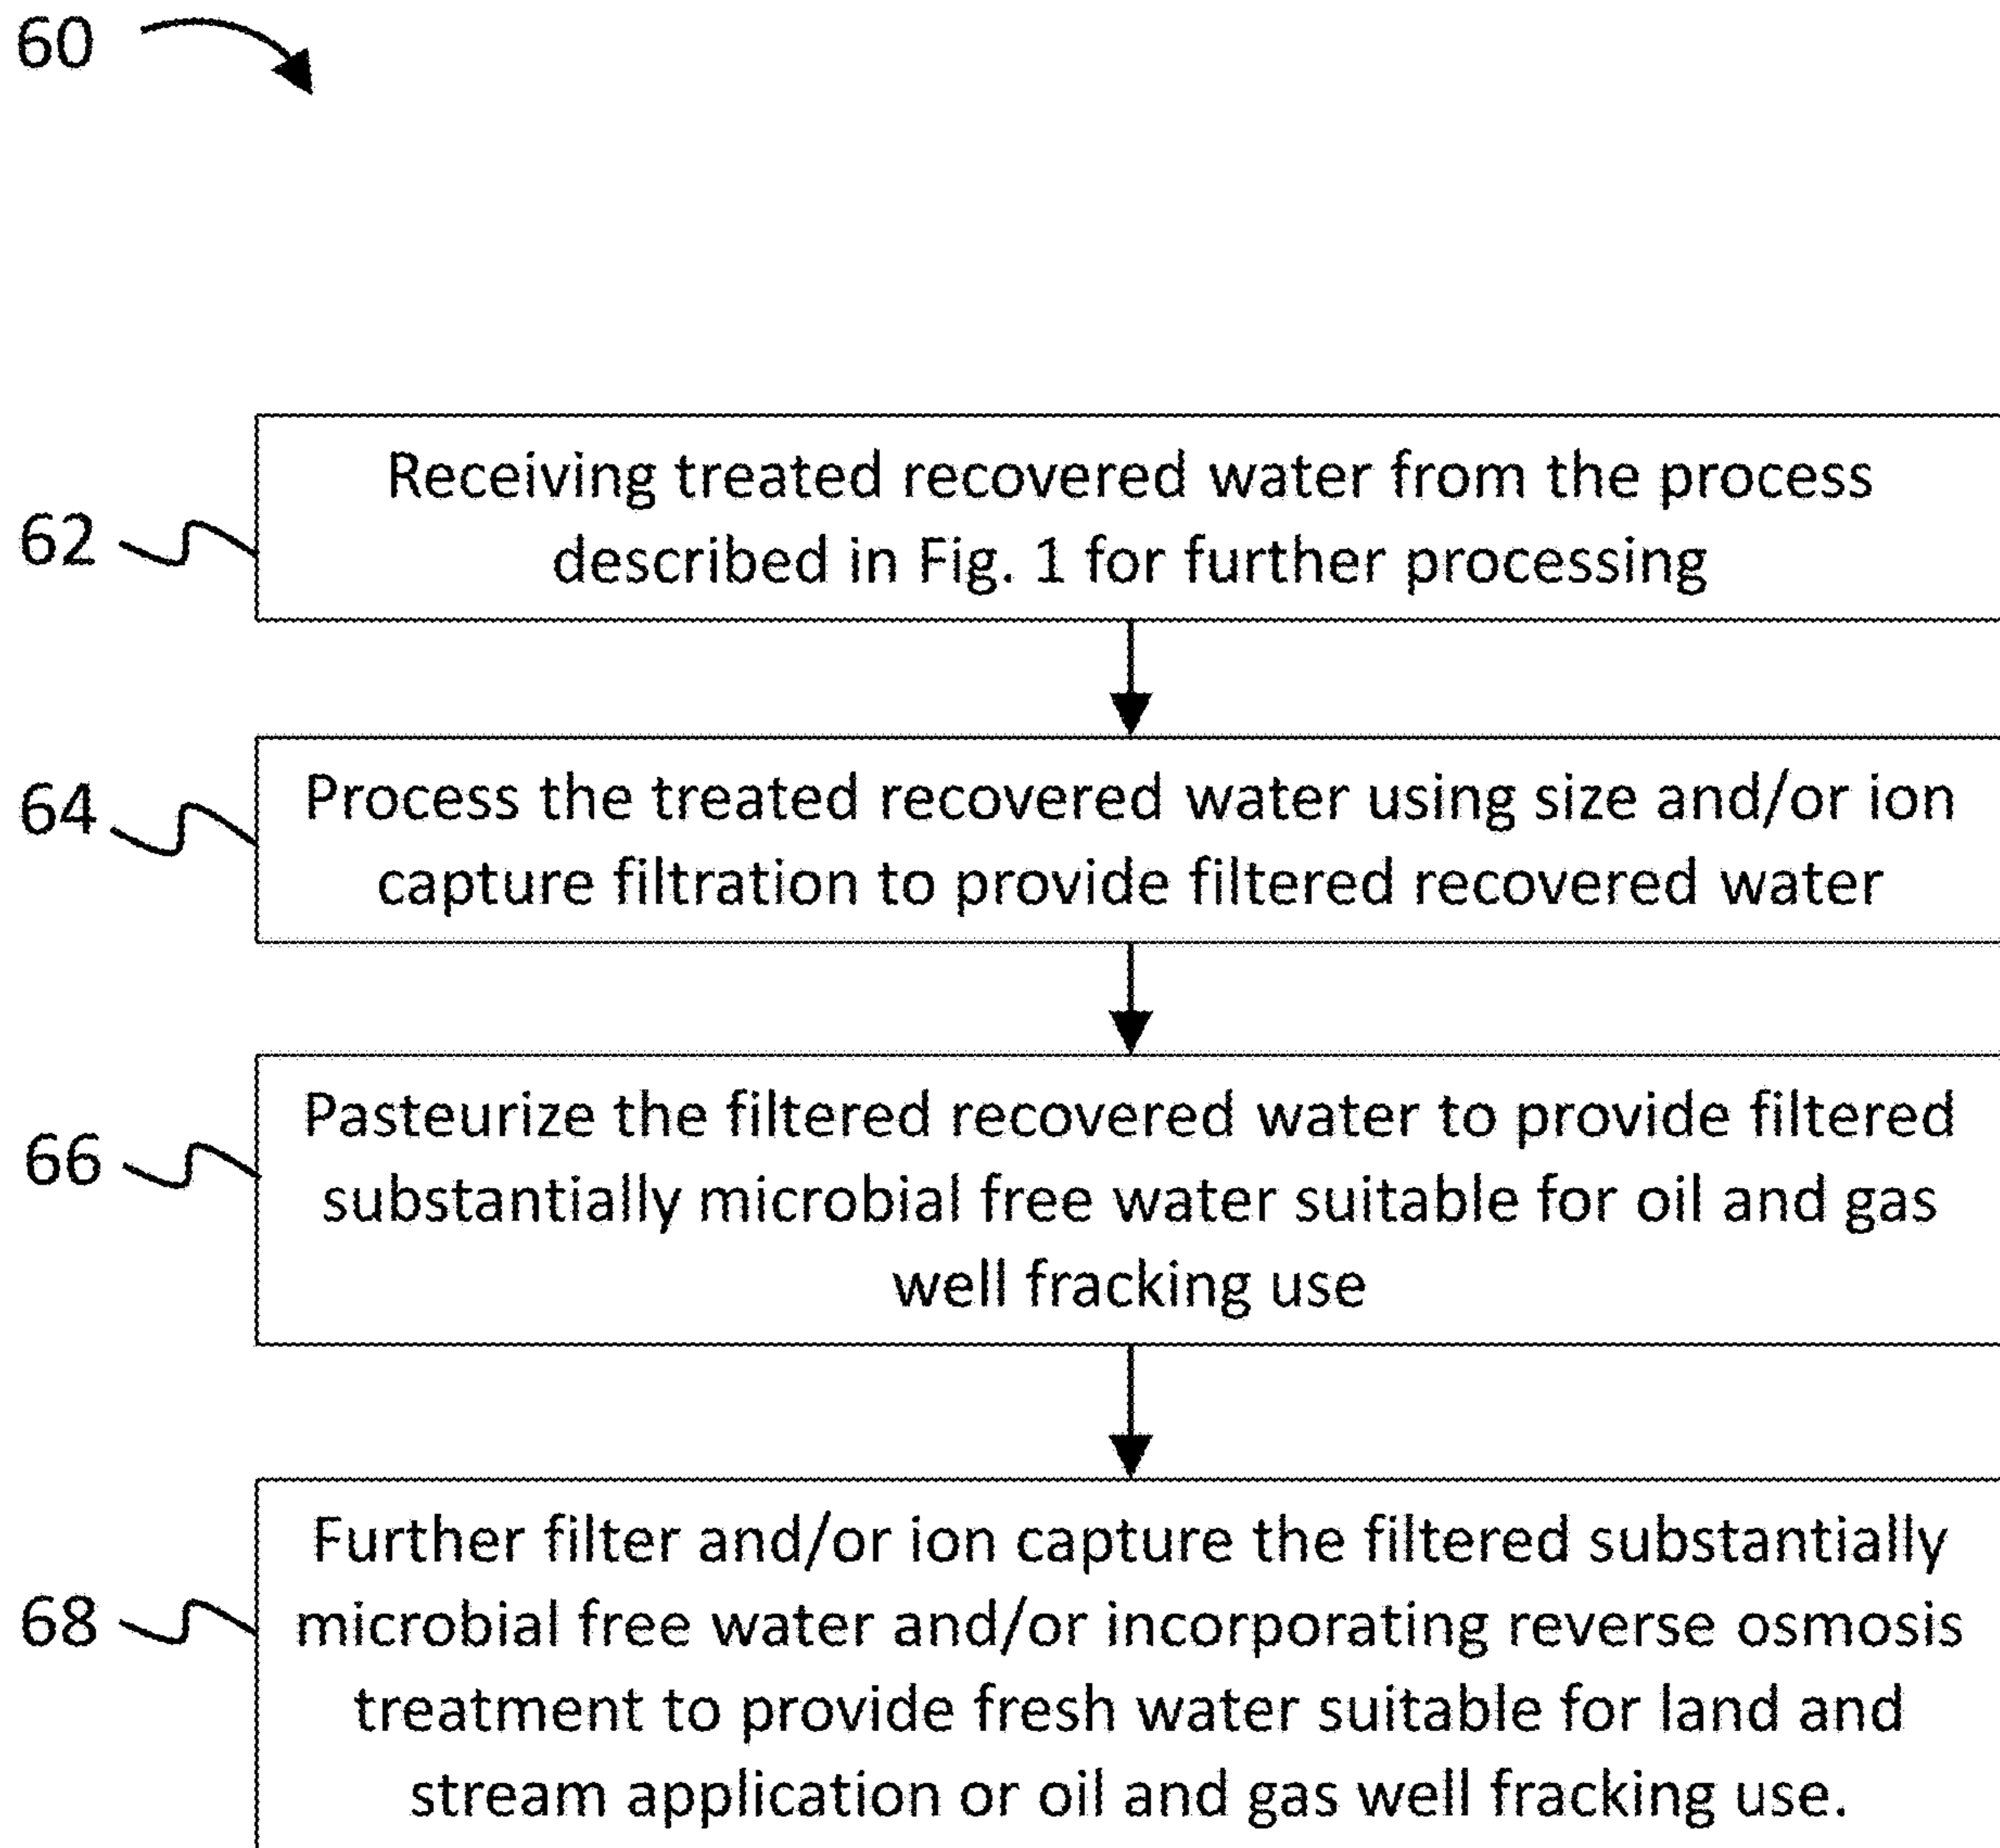 60
Receiving treated recovered water from the process
described in Fig. 1 for further processing
62
Process the treated recovered water using size and/or ion
capture filtration to provide filtered recovered water
64
Pasteurize the filtered recovered water to provide filtered
substantially microbial free water suitable for oil and gas
well fracking use
66
Further filter and/or ion capture the filtered substantially
microbial free water and/or incorporating reverse osmosis
treatment to provide fresh water suitable for land and
stream application or oil and gas well fracking use.
68